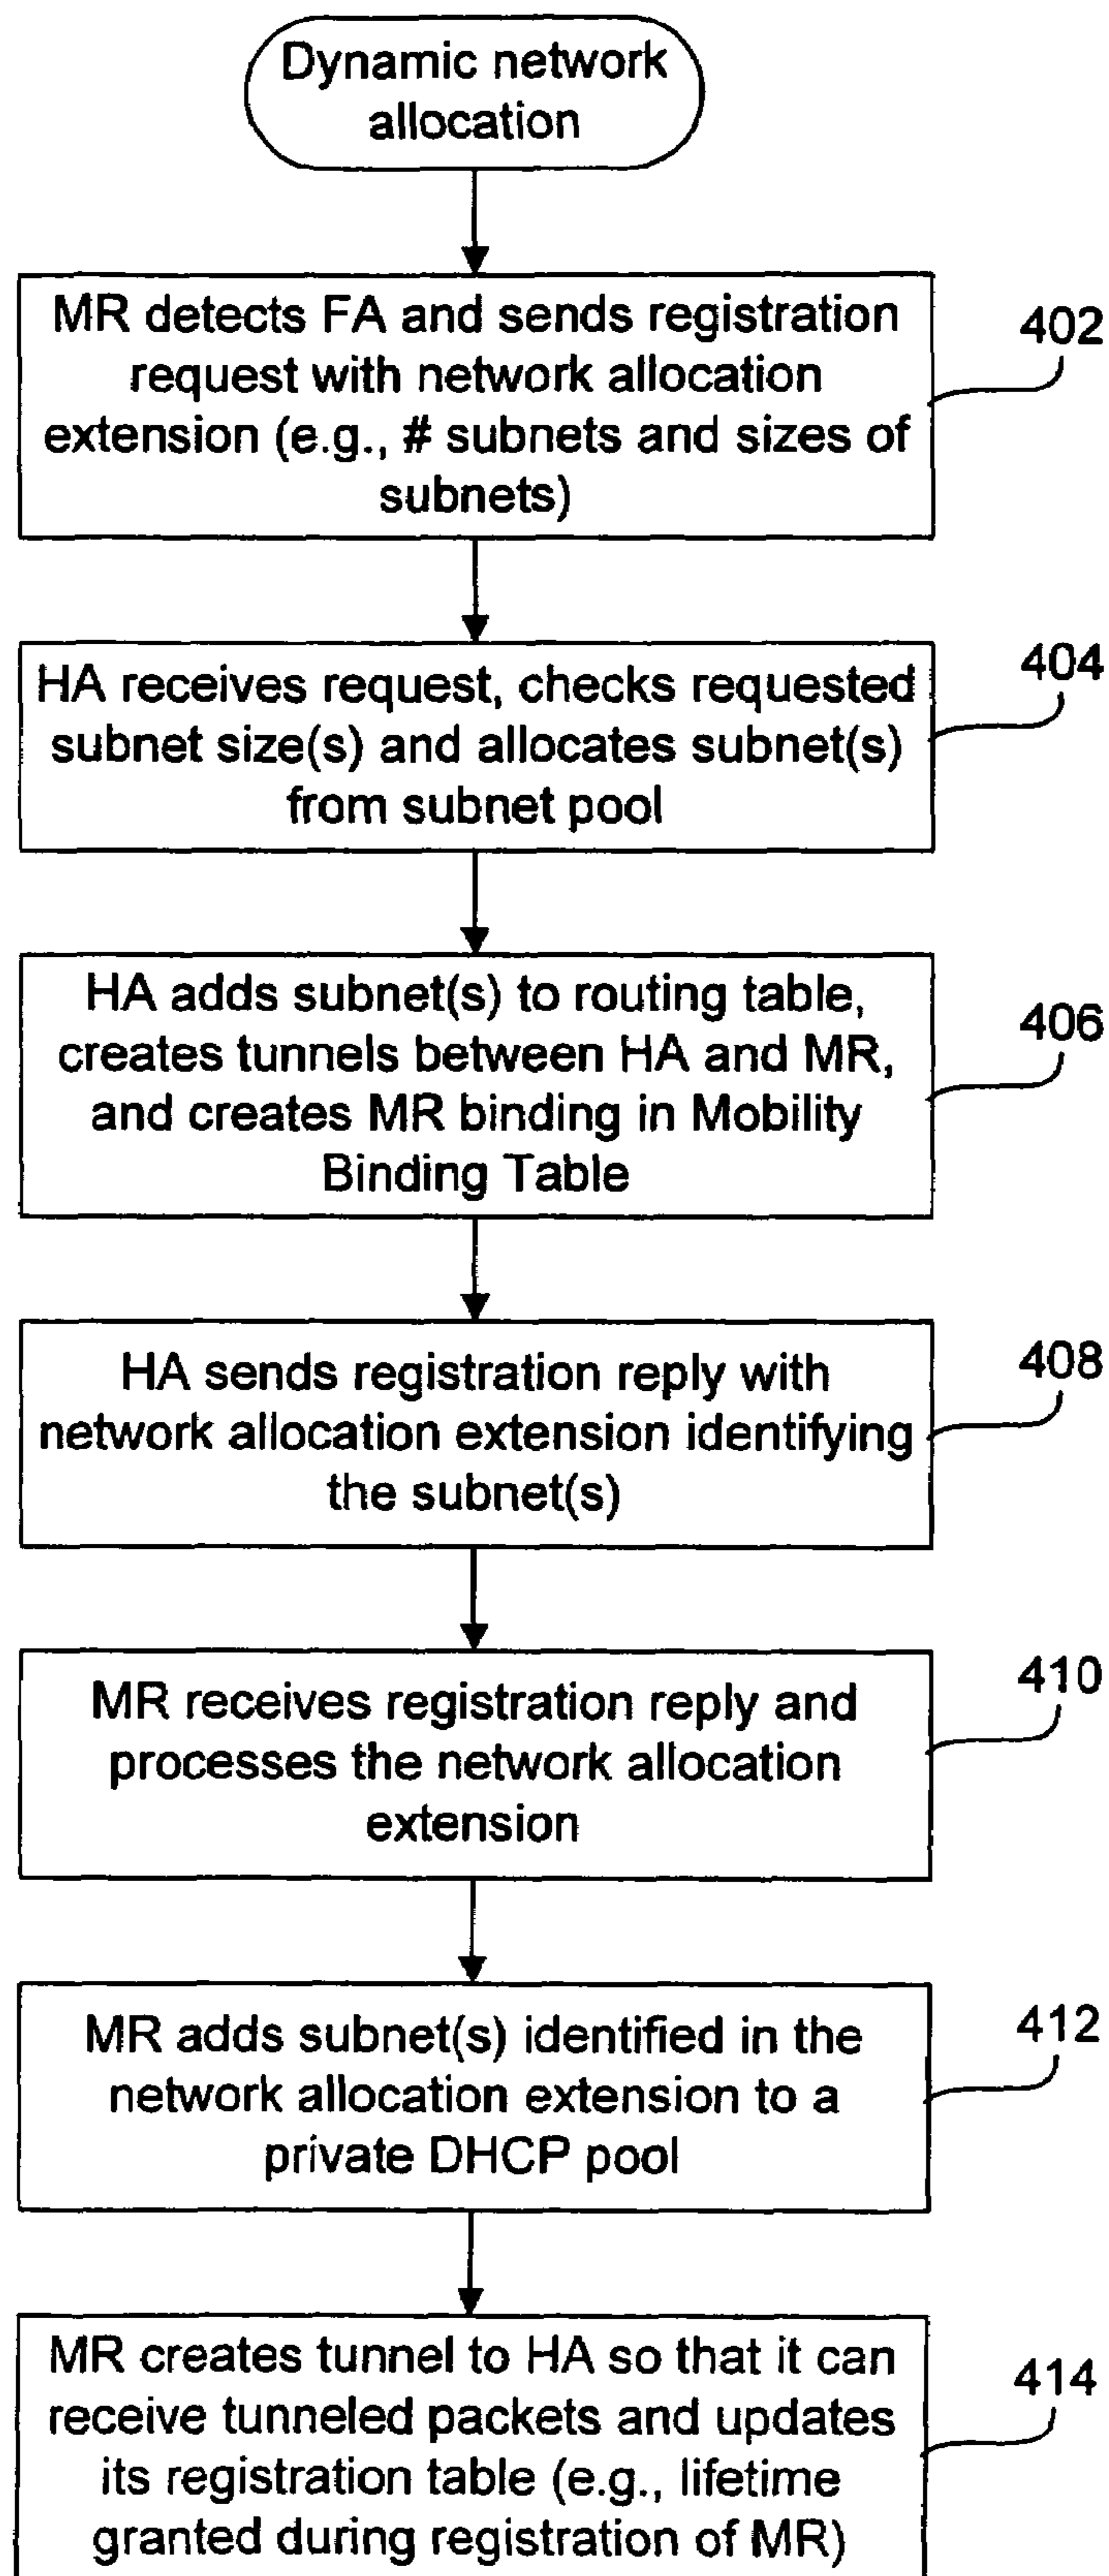 Dynamic network
allocation
MR detects FA and sends registration
request with network allocation
extension (e.g., # subnets and sizes of
subnets)
402
HA receives request, checks requested
subnet size(s) and allocates subnet(s)
from subnet pool
404
HA adds subnet(s) to routing table,
creates tunnels between HA and MR,
and creates MR binding in Mobility
Binding Table
406
HA sends registration reply with
network allocation extension identifying
the subnet(s)
408
MR receives registration reply and
processes the network allocation
extension
410
MR adds subnet(s) identified in the
network allocation extension to a
private DHCP pool
412
MR creates tunnel to HA so that it can
receive tunneled packets and updates
its registration table (e.g., lifetime
granted during registration of MR)
414